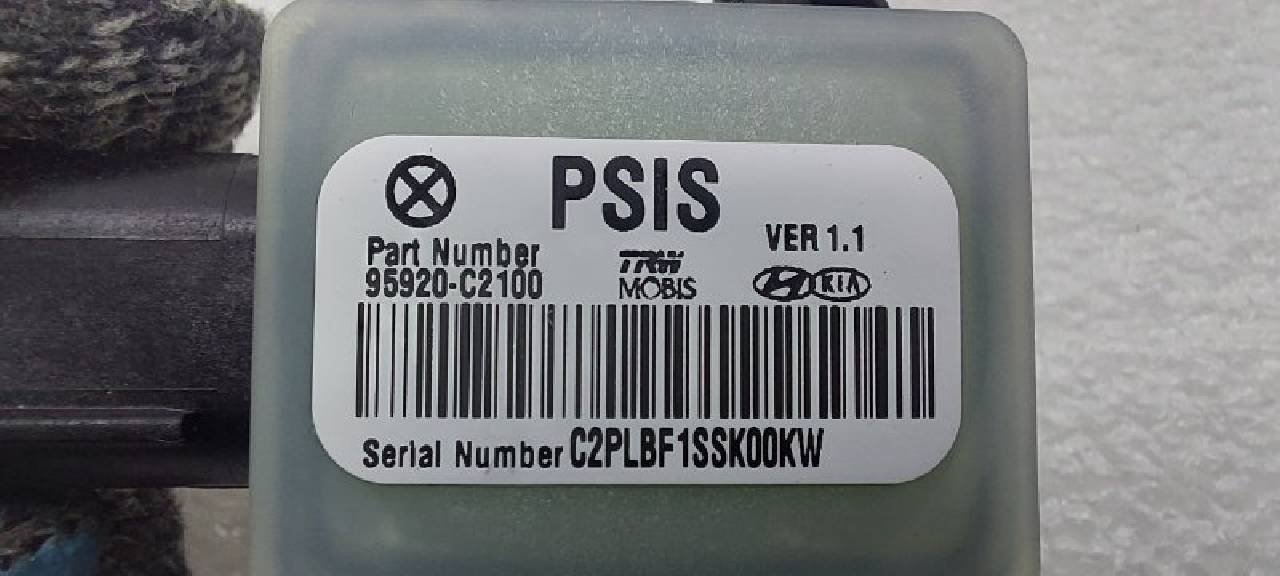 PSIS
VER 1.1
Part Number
95920-C2100
TRW
MOBIS
KIA
Serial Number C2PLBF1SSK00KW